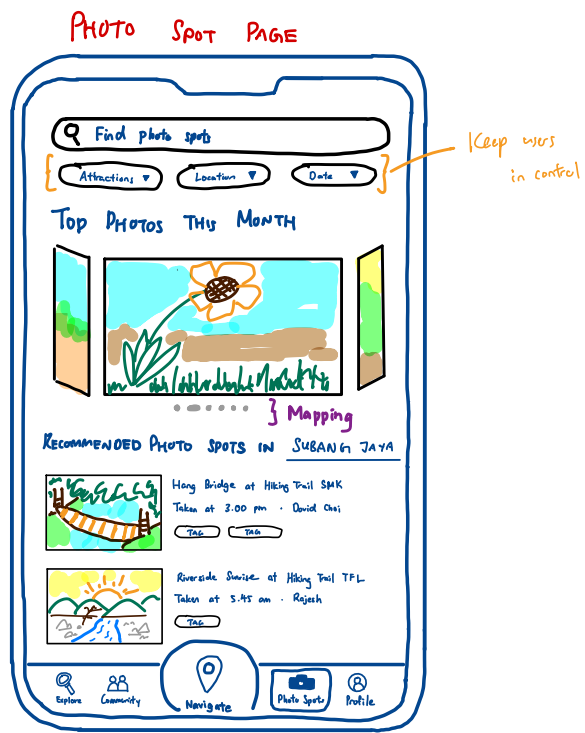 PHOTO SPOT PAGE
Find photo spots
Attractions ▼ Location ▼ Date ▼
Keep users
in control
TOP PHOTOS THIS MONTH
} Mapping
RECOMMENDED PHOTO SPOTS IN SUBANG JAYA
Hang Bridge at Hiking Trail SMK
Taken at 3.00 pm · David Choi
TAG TAG
Riverside Sunrise at Hiking Trail TFL
Taken at 5.45 am · Rajesh
TAG
Explore Community Navigate Photo Spots Profile